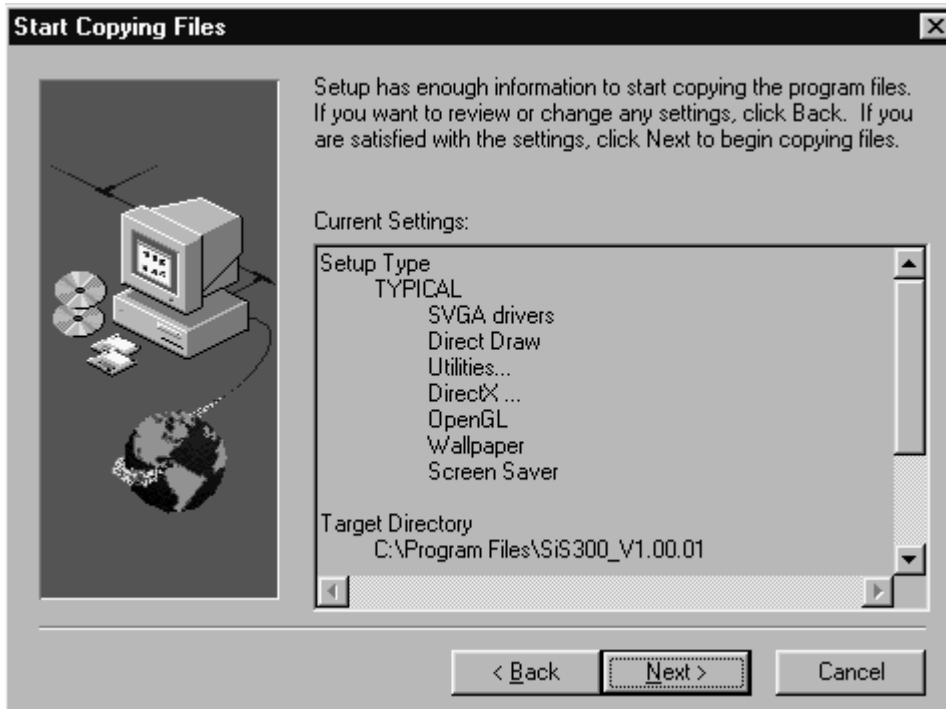 Start Copying Files
Setup has enough information to start copying the program files.
If you want to review or change any settings, click Back. If you
are satisfied with the settings, click Next to begin copying files.
Current Settings:
Setup Type
TYPICAL
SVGA drivers
Direct Draw
Utilities...
DirectX ...
OpenGL
Wallpaper
Screen Saver
Target Directory
C:\Program Files\SiS300_V1.00.01
< Back
Next >
Cancel